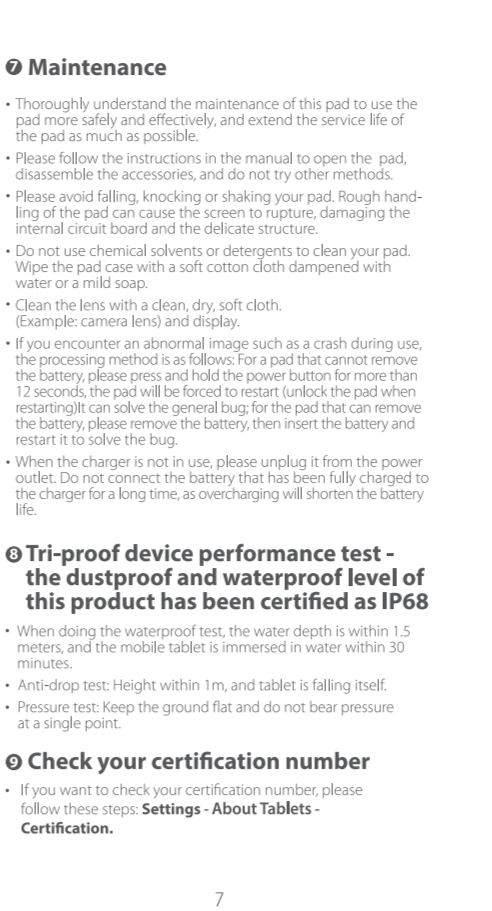 ❼ Maintenance
• Thoroughly understand the maintenance of this pad to use the
pad more safely and effectively, and extend the service life of
the pad as much as possible.
• Please follow the instructions in the manual to open the pad,
disassemble the accessories, and do not try other methods.
• Please avoid falling, knocking or shaking your pad. Rough hand-
ling of the pad can cause the screen to rupture, damaging the
internal circuit board and the delicate structure.
• Do not use chemical solvents or detergents to clean your pad.
Wipe the pad case with a soft cotton cloth dampened with
water or a mild soap.
• Clean the lens with a clean, dry, soft cloth.
(Example: camera lens) and display.
• If you encounter an abnormal image such as a crash during use,
the processing method is as follows: For a pad that cannot remove
the battery, please press and hold the power button for more than
12 seconds, the pad will be forced to restart (unlock the pad when
restarting)It can solve the general bug; for the pad that can remove
the battery, please remove the battery, then insert the battery and
restart it to solve the bug.
• When the charger is not in use, please unplug it from the power
outlet. Do not connect the battery that has been fully charged to
the charger for a long time, as overcharging will shorten the battery
life.
❽ Tri-proof device performance test -
the dustproof and waterproof level of
this product has been certified as IP68
• When doing the waterproof test, the water depth is within 1.5
meters, and the mobile tablet is immersed in water within 30
minutes.
• Anti-drop test: Height within 1m, and tablet is falling itself.
• Pressure test: Keep the ground flat and do not bear pressure
at a single point.
❾ Check your certification number
• If you want to check your certification number, please
follow these steps: Settings - About Tablets -
Certification.
7